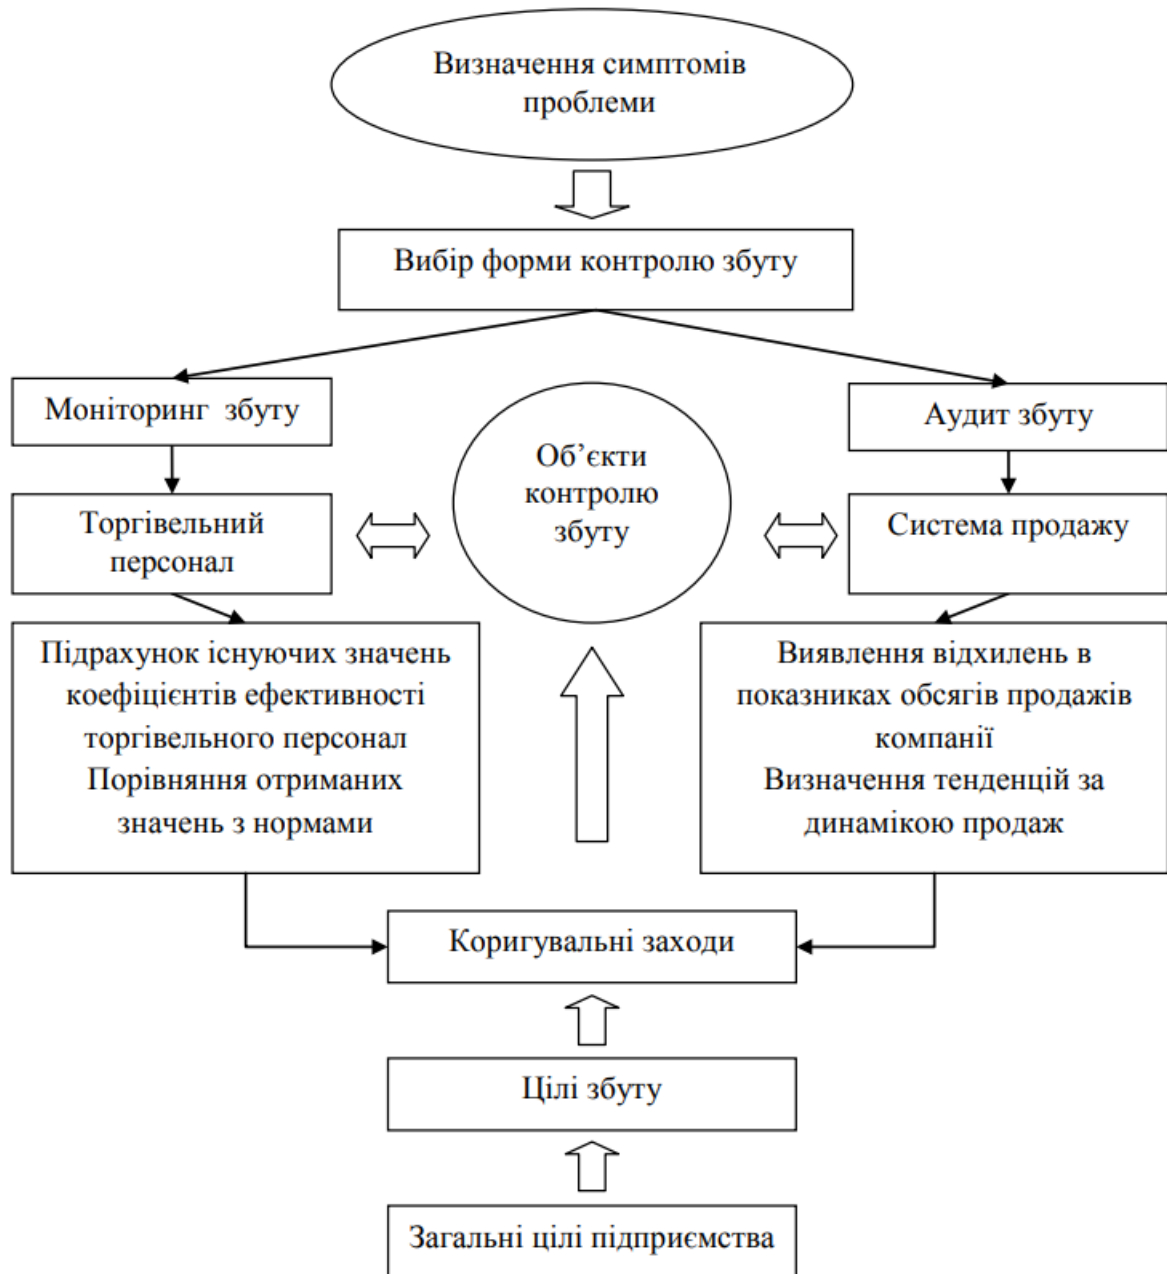 Визначення симптомів
проблеми
Вибір форми контролю збуту
Моніторинг збуту
Аудит збуту
Об’єкти
контролю
збуту
Торгівельний
персонал
Система продажу
Підрахунок існуючих значень
коефіцієнтів ефективності
торгівельного персонал
Порівняння отриманих
значень з нормами
Виявлення відхилень в
показниках обсягів продажів
компанії
Визначення тенденцій за
динамікою продаж
Коригувальні заходи
Цілі збуту
Загальні цілі підприємства